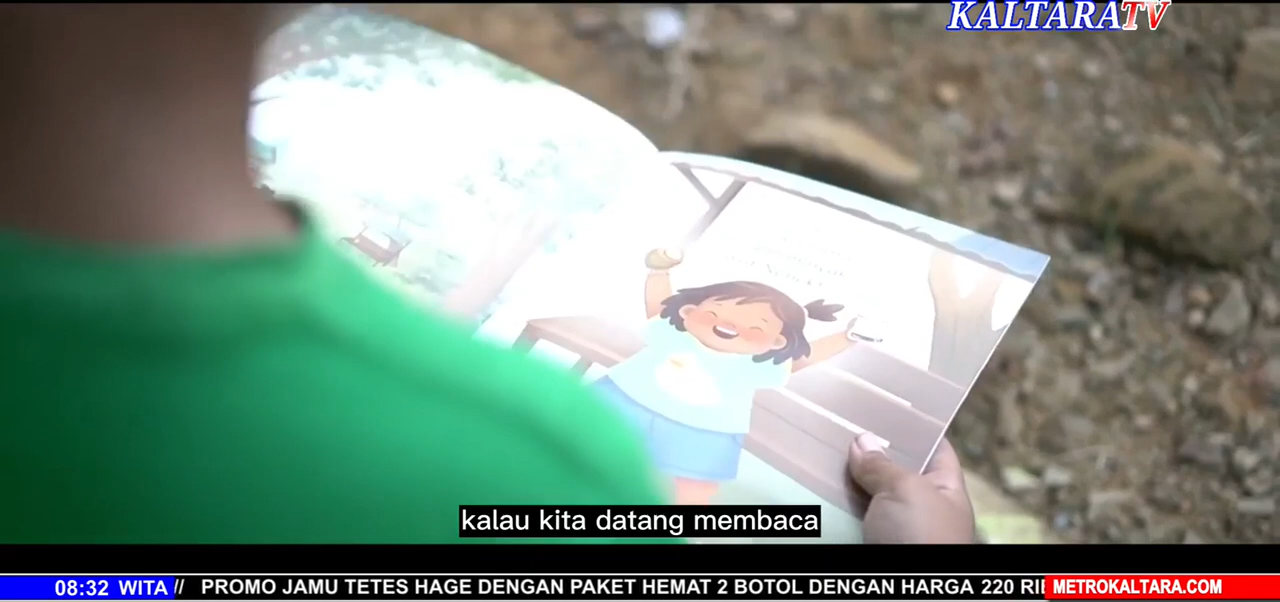 KALTARATV
kalau kita datang membaca
08:32 WITA // PROMO JAMU TETES HAGE DENGAN PAKET HEMAT 2 BOTOL DENGAN HARGA 220 METROKALTARA.COM